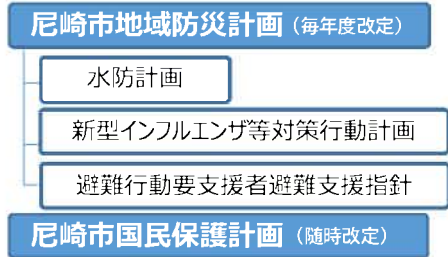 尼崎市地域防災計画（毎年度改定）
水防計画
新型インフルエンザ等対策行動計画
避難行動要支援者避難支援指針
尼崎市国民保護計画（随時改定）